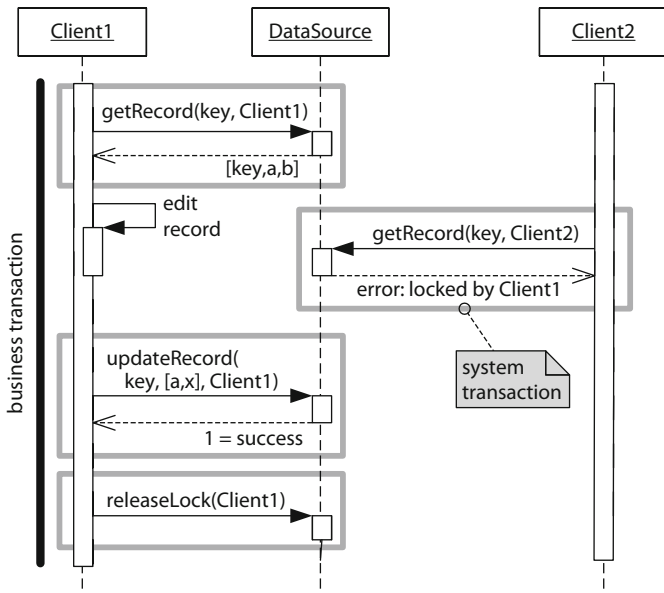 Client1
DataSource
Client2
getRecord(key, Client1)
[key,a,b]
edit
record
getRecord(key, Client2)
error: locked by Client1
system
transaction
business transaction
updateRecord(
key, [a,x], Client1)
1 = success
releaseLock(Client1)